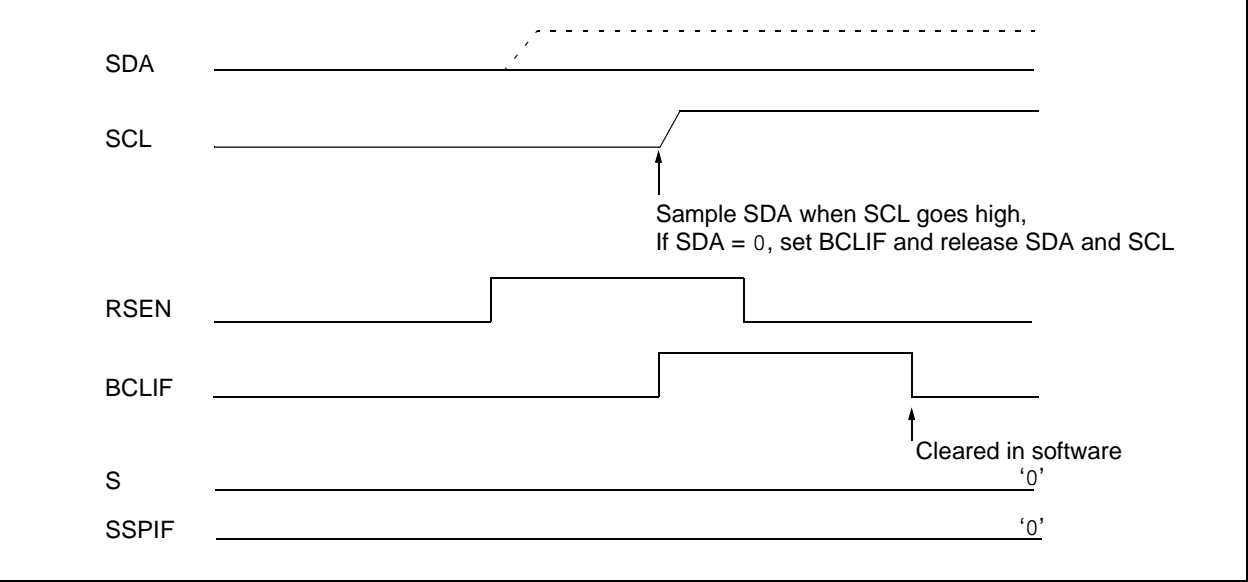 SDA
SCL
Sample SDA when SCL goes high,
If SDA = 0, set BCLIF and release SDA and SCL
RSEN
BCLIF
Cleared in software
S
‘0’
SSPIF
‘0’